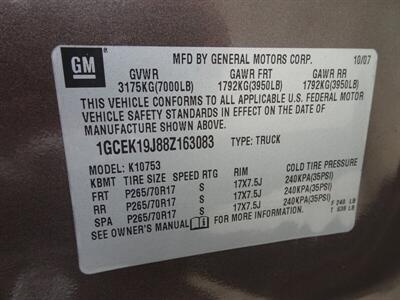 GM
MFD BY GENERAL MOTORS CORP. 10/07
GVWR GAWR FRT GAWR RR
3175KG(7000LB) 1792KG(3950LB) 1792KG(3950LB)
THIS VEHICLE CONFORMS TO ALL APPLICABLE U.S. FEDERAL MOTOR
VEHICLE SAFETY STANDARDS IN EFFECT ON THE DATE OF
MANUFACTURE SHOWN ABOVE.
1GCEK19J88Z163083 TYPE: TRUCK
MODEL: K10753
KBMT TIRE SIZE SPEED RTG RIM COLD TIRE PRESSURE
FRT P265/70R17 S 17X7.5J 240KPA(35PSI)
RR P265/70R17 S 17X7.5J 240KPA(35PSI)
SPA P265/70R17 S 17X7.5J 240KPA(35PSI)
SEE OWNER'S MANUAL FOR MORE INFORMATION.